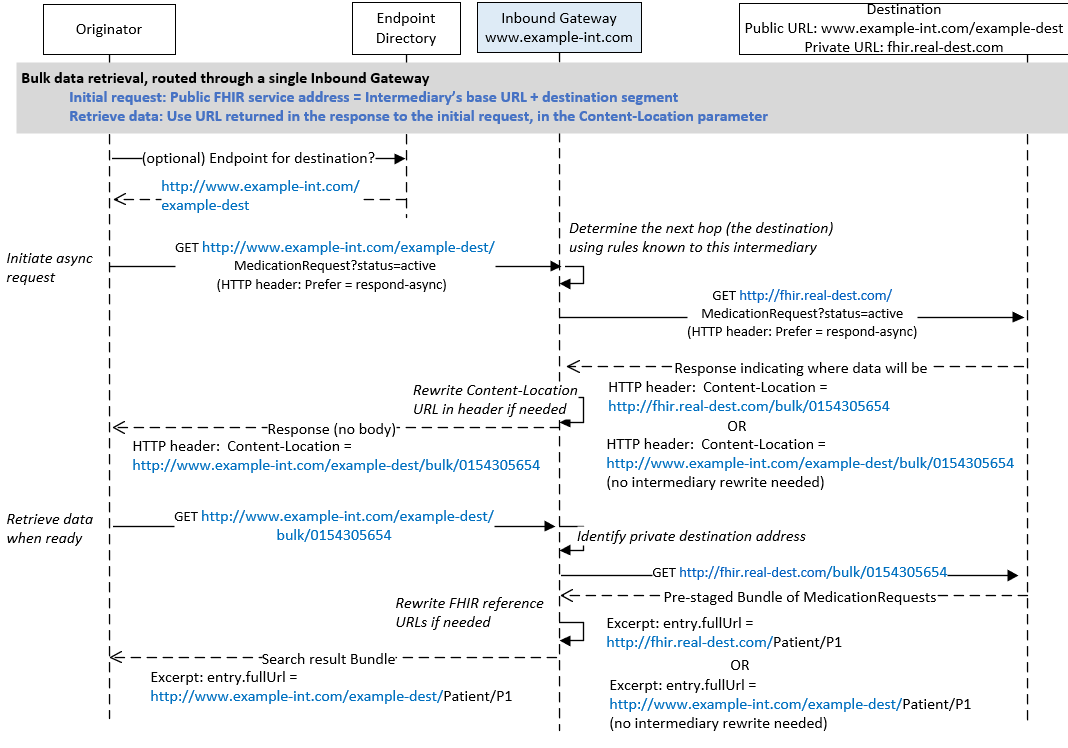 Originator
Endpoint
Directory
Inbound Gateway
www.example-int.com
Destination
Public URL: www.example-int.com/example-dest
Private URL: fhir.real-dest.com
Bulk data retrieval, routed through a single Inbound Gateway
Initial request: Public FHIR service address = Intermediary's base URL + destination segment
Retrieve data: Use URL returned in the response to the initial request, in the Content-Location parameter
(optional) Endpoint for destination?
http://www.example-int.com/
example-dest
Initiate async
request
GET http://www.example-int.com/example-dest/
MedicationRequest?status=active
(HTTP header: Prefer = respond-async)
Determine the next hop (the destination)
using rules known to this intermediary
GET http://fhir.real-dest.com/
MedicationRequest?status=active
(HTTP header: Prefer = respond-async)
Response indicating where data will be
HTTP header:  Content-Location =
http://fhir.real-dest.com/bulk/0154305654
OR
HTTP header:  Content-Location =
http://www.example-int.com/example-dest/bulk/0154305654
(no intermediary rewrite needed)
Rewrite Content-Location
URL in header if needed
Response (no body)
HTTP header:  Content-Location =
http://www.example-int.com/example-dest/bulk/0154305654
Retrieve data
when ready
GET http://www.example-int.com/example-dest/
bulk/0154305654
Identify private destination address
GET http://fhir.real-dest.com/bulk/0154305654
Pre-staged Bundle of MedicationRequests
Rewrite FHIR reference
URLs if needed
Excerpt: entry.fullUrl =
http://fhir.real-dest.com/Patient/P1
OR
Excerpt: entry.fullUrl =
http://www.example-int.com/example-dest/Patient/P1
(no intermediary rewrite needed)
Search result Bundle
Excerpt: entry.fullUrl =
http://www.example-int.com/example-dest/Patient/P1